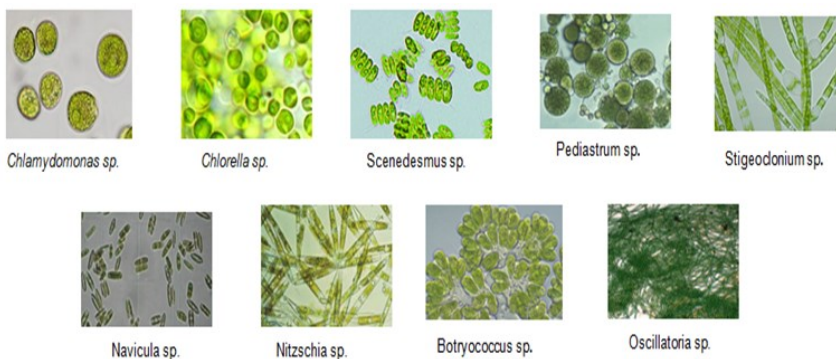 Chlamydomonas sp.
Chlorella sp.
Scenedesmus sp.
Pediastrum sp.
Stigeoclonium sp.
Navicula sp.
Nitzschia sp.
Botryococcus sp.
Oscillatoria sp.